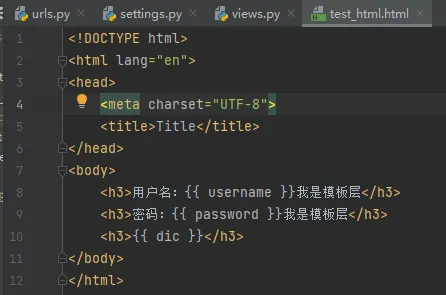 urls.py settings.py views.py test_html.html
1 <!DOCTYPE html>
2 <html lang="en">
3 <head>
4 <meta charset="UTF-8">
5 <title>Title</title>
6 </head>
7 <body>
8 <h3>用户名：{{ username }}我是模板层</h3>
9 <h3>密码：{{ password }}我是模板层</h3>
10 <h3>{{ dic }}</h3>
11 </body>
12 </html>